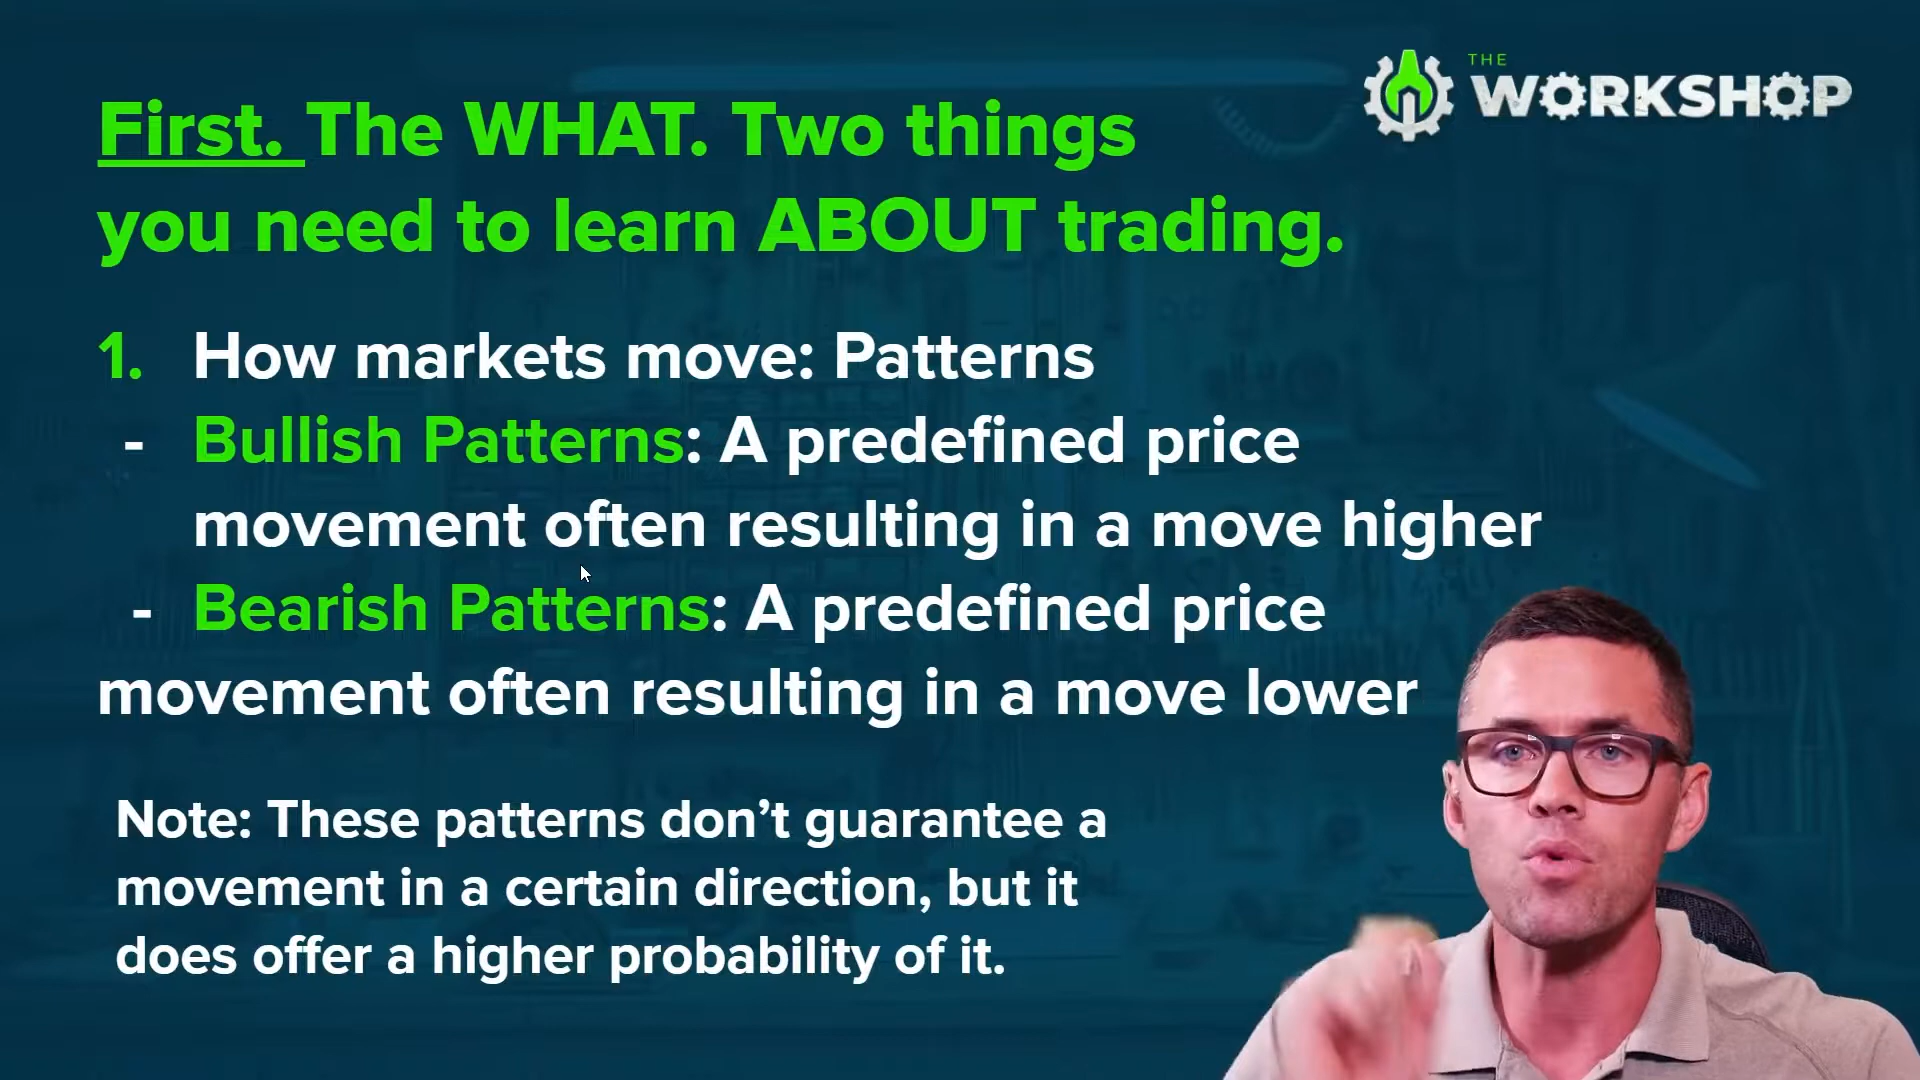 THE
WORKSHOP
First. The WHAT. Two things
you need to learn ABOUT trading.
1. How markets move: Patterns
- Bullish Patterns: A predefined price
movement often resulting in a move higher
- Bearish Patterns: A predefined price
movement often resulting in a move lower
Note: These patterns don’t guarantee a
movement in a certain direction, but it
does offer a higher probability of it.